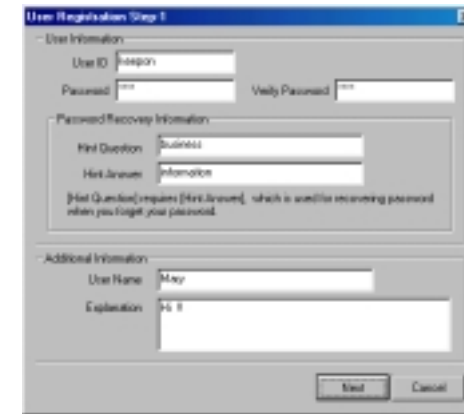 User Registration Step 1
User Information
User ID keepon
Password **** Verify Password ****
Password Recovery Information
Hint Question business
Hint Answer information
[Hint Question] requires [Hint Answer], which is used for recovering password
when you forget your password.
Additional Information
User Name May
Explanation Hi !!
Next Cancel